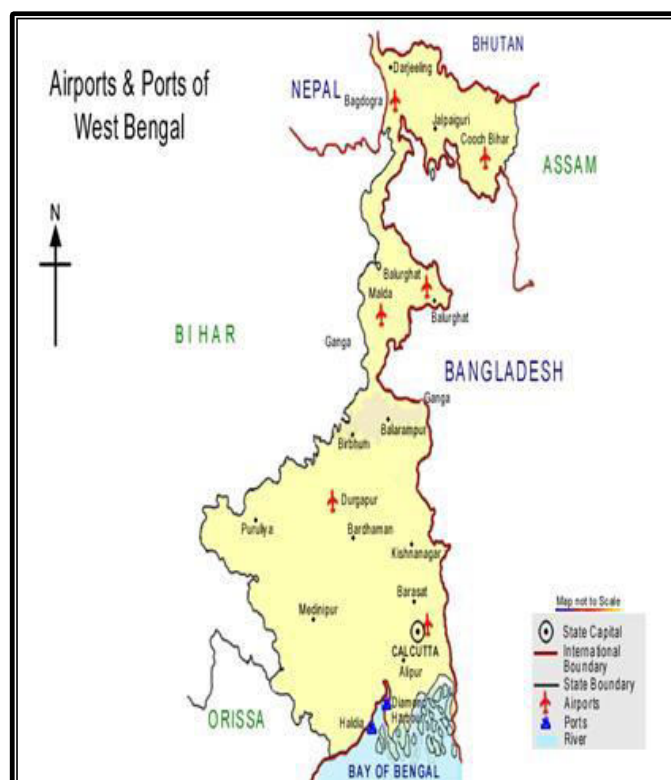 Airports & Ports of
West Bengal
BHUTAN
NEPAL
Darjeeling
Bagdogra
Jalpaiguri
Cooch Bihar
ASSAM
N
Balurghat
Malda
Balurghat
BIHAR
Ganga
BANGLADESH
Ganga
Balarampur
Birbhum
Durgapur
Puruliya
Bardhaman
Kishnanagar
Barasat
Medinipur
CALCUTTA
Alipur
Diamond
Harbour
Haldia
ORISSA
BAY OF BENGAL
Map not to Scale
State Capital
International
Boundary
State Boundary
Airports
Ports
River